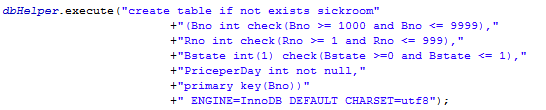 dbHelper.execute("create table if not exists sickroom"
+"(Bno int check(Bno >= 1000 and Bno <= 9999),"
+"Rno int check(Rno >= 1 and Rno <= 999),"
+"Bstate int(1) check(Bstate >=0 and Bstate <= 1),"
+"PriceperDay int not null,"
+"primary key(Bno))"
+" ENGINE=InnoDB DEFAULT CHARSET=utf8");